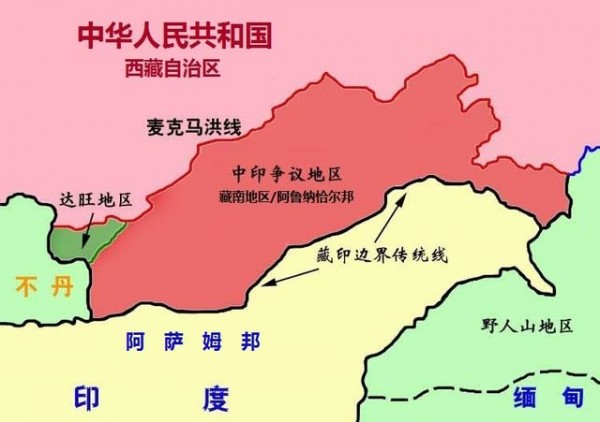 中华人民共和国
西藏自治区
麦克马洪线
中印争议地区
藏南地区/阿鲁纳恰尔邦
达旺地区
藏印边界传统线
不丹
野人山地区
阿萨姆邦
印度
缅甸